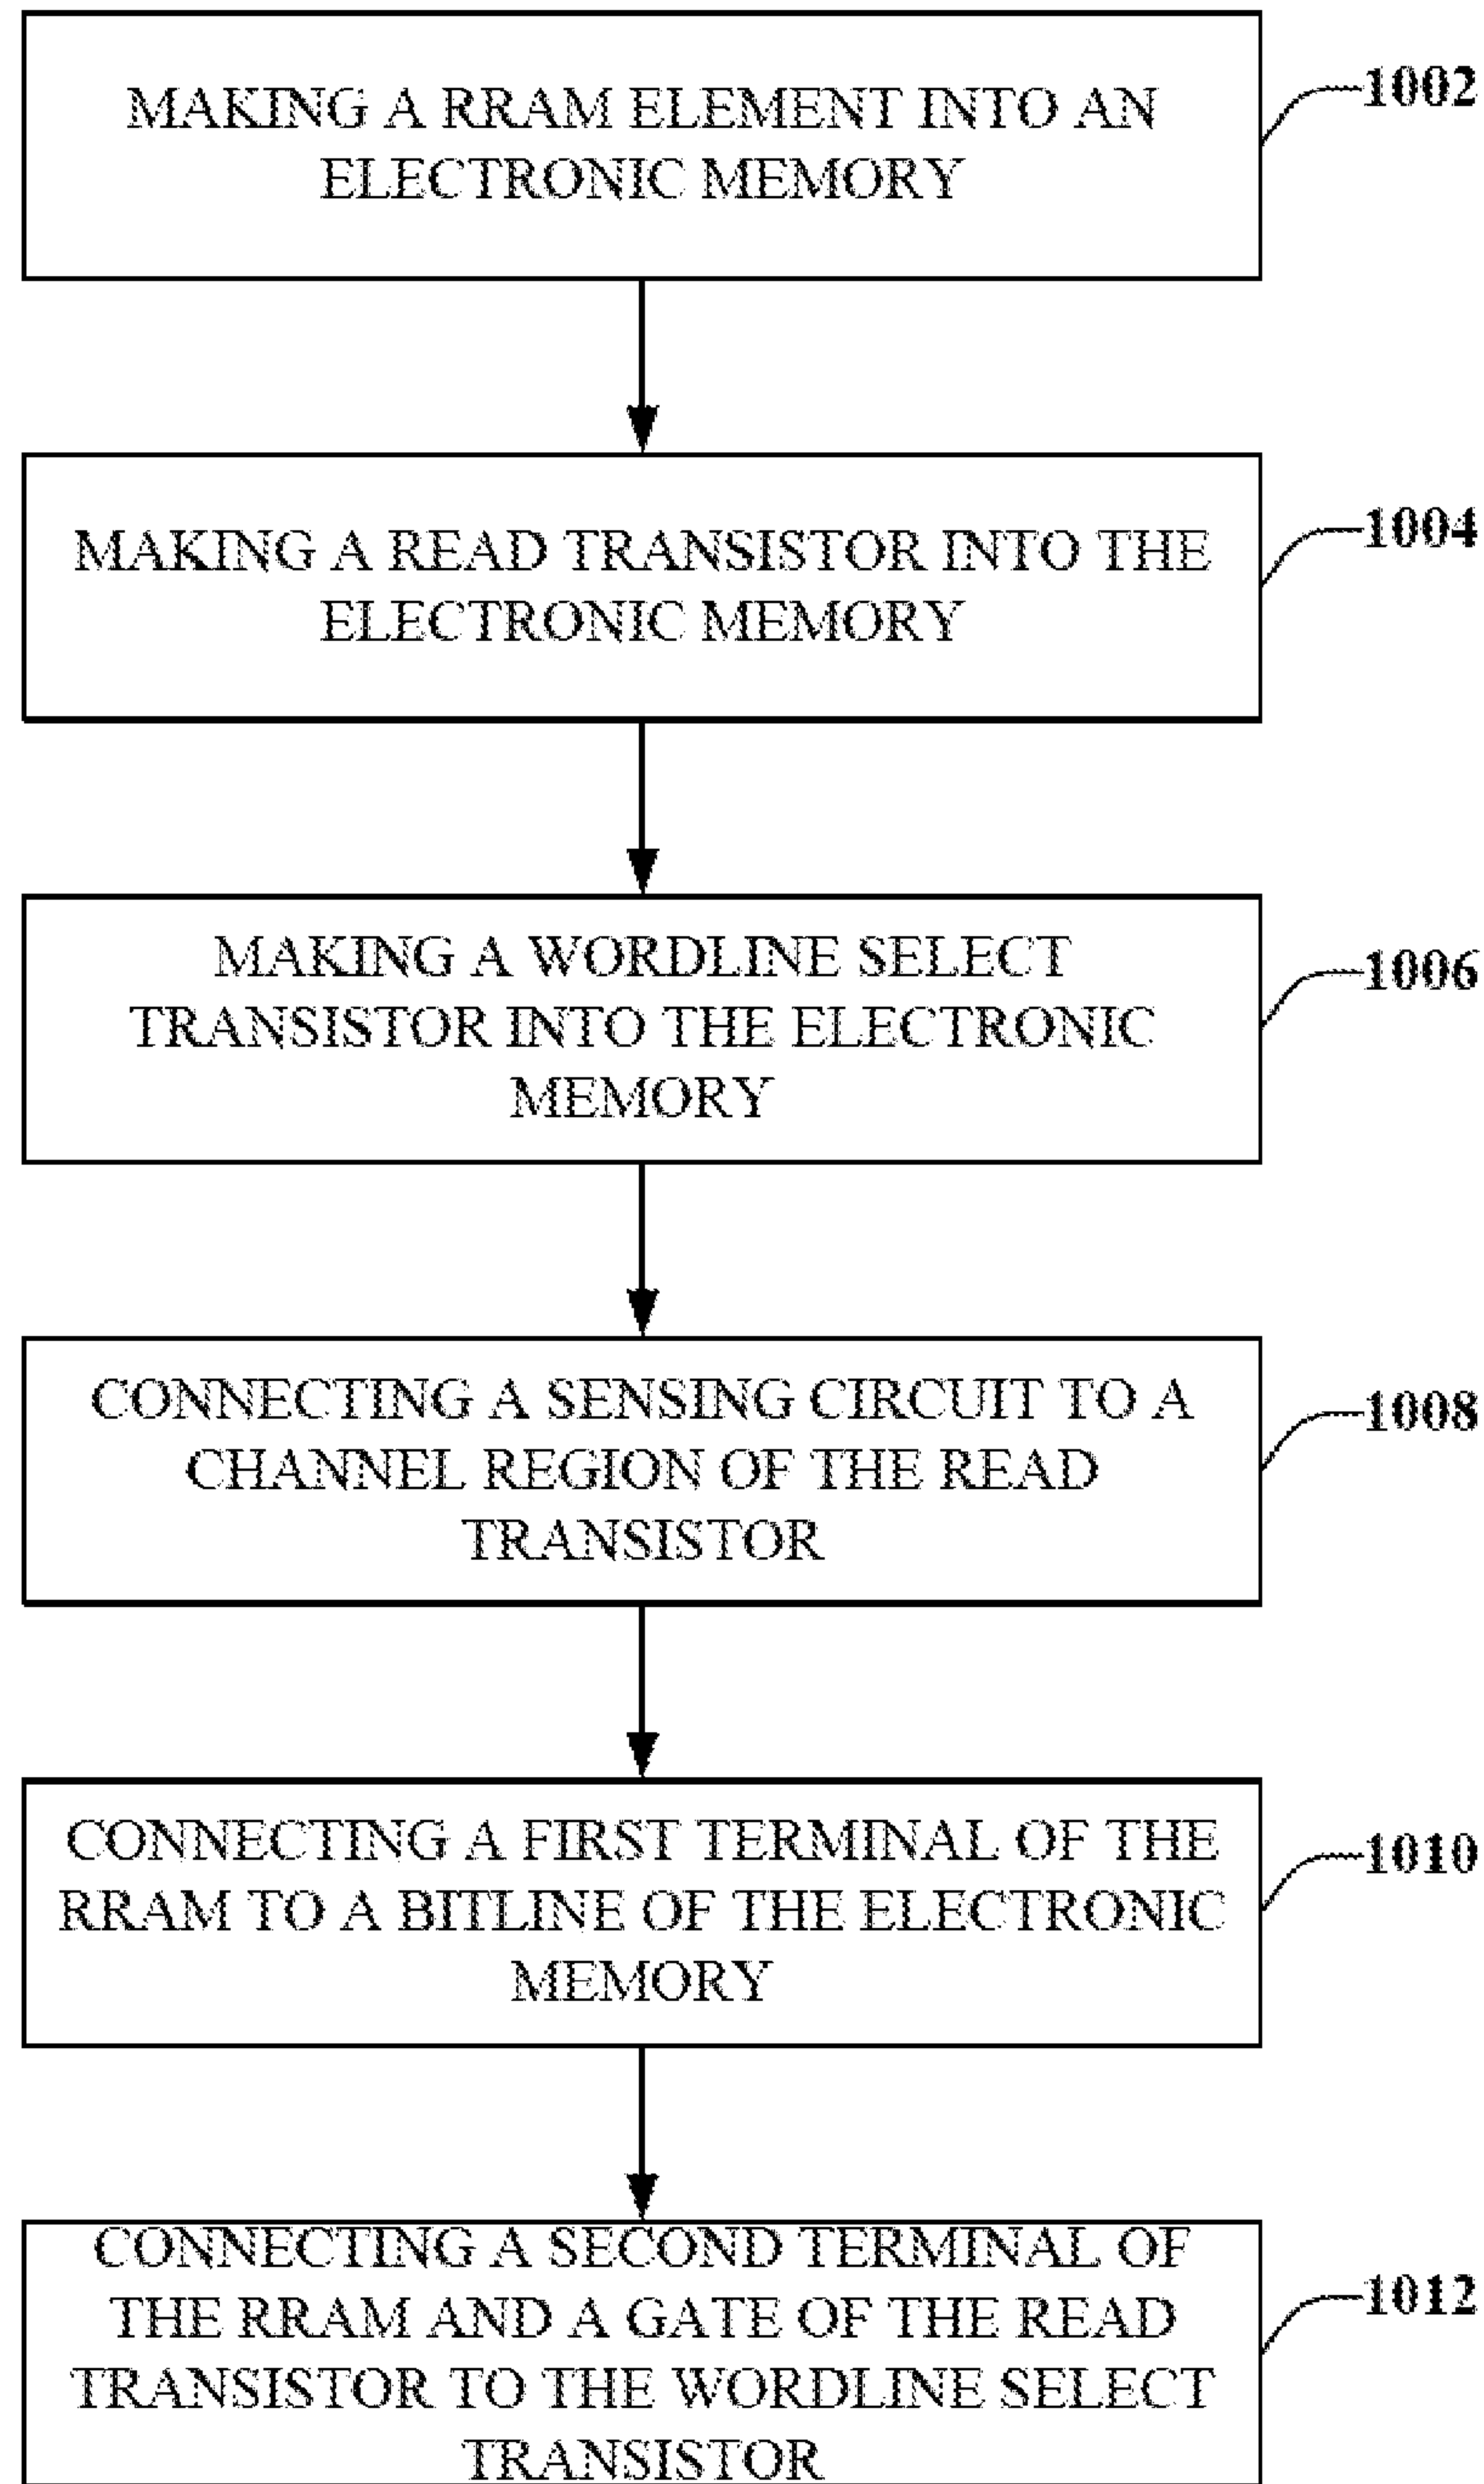 MAKING A RRAM ELEMENT INTO AN
ELECTRONIC MEMORY
1002
MAKING A READ TRANSISTOR INTO THE
ELECTRONIC MEMORY
1004
MAKING A WORDLINE SELECT
TRANSISTOR INTO THE ELECTRONIC
MEMORY
1006
CONNECTING A SENSING CIRCUIT TO A
CHANNEL REGION OF THE READ
TRANSISTOR
1008
CONNECTING A FIRST TERMINAL OF THE
RRAM TO A BITLINE OF THE ELECTRONIC
MEMORY
1010
CONNECTING A SECOND TERMINAL OF
THE RRAM AND A GATE OF THE READ
TRANSISTOR TO THE WORDLINE SELECT
TRANSISTOR
1012